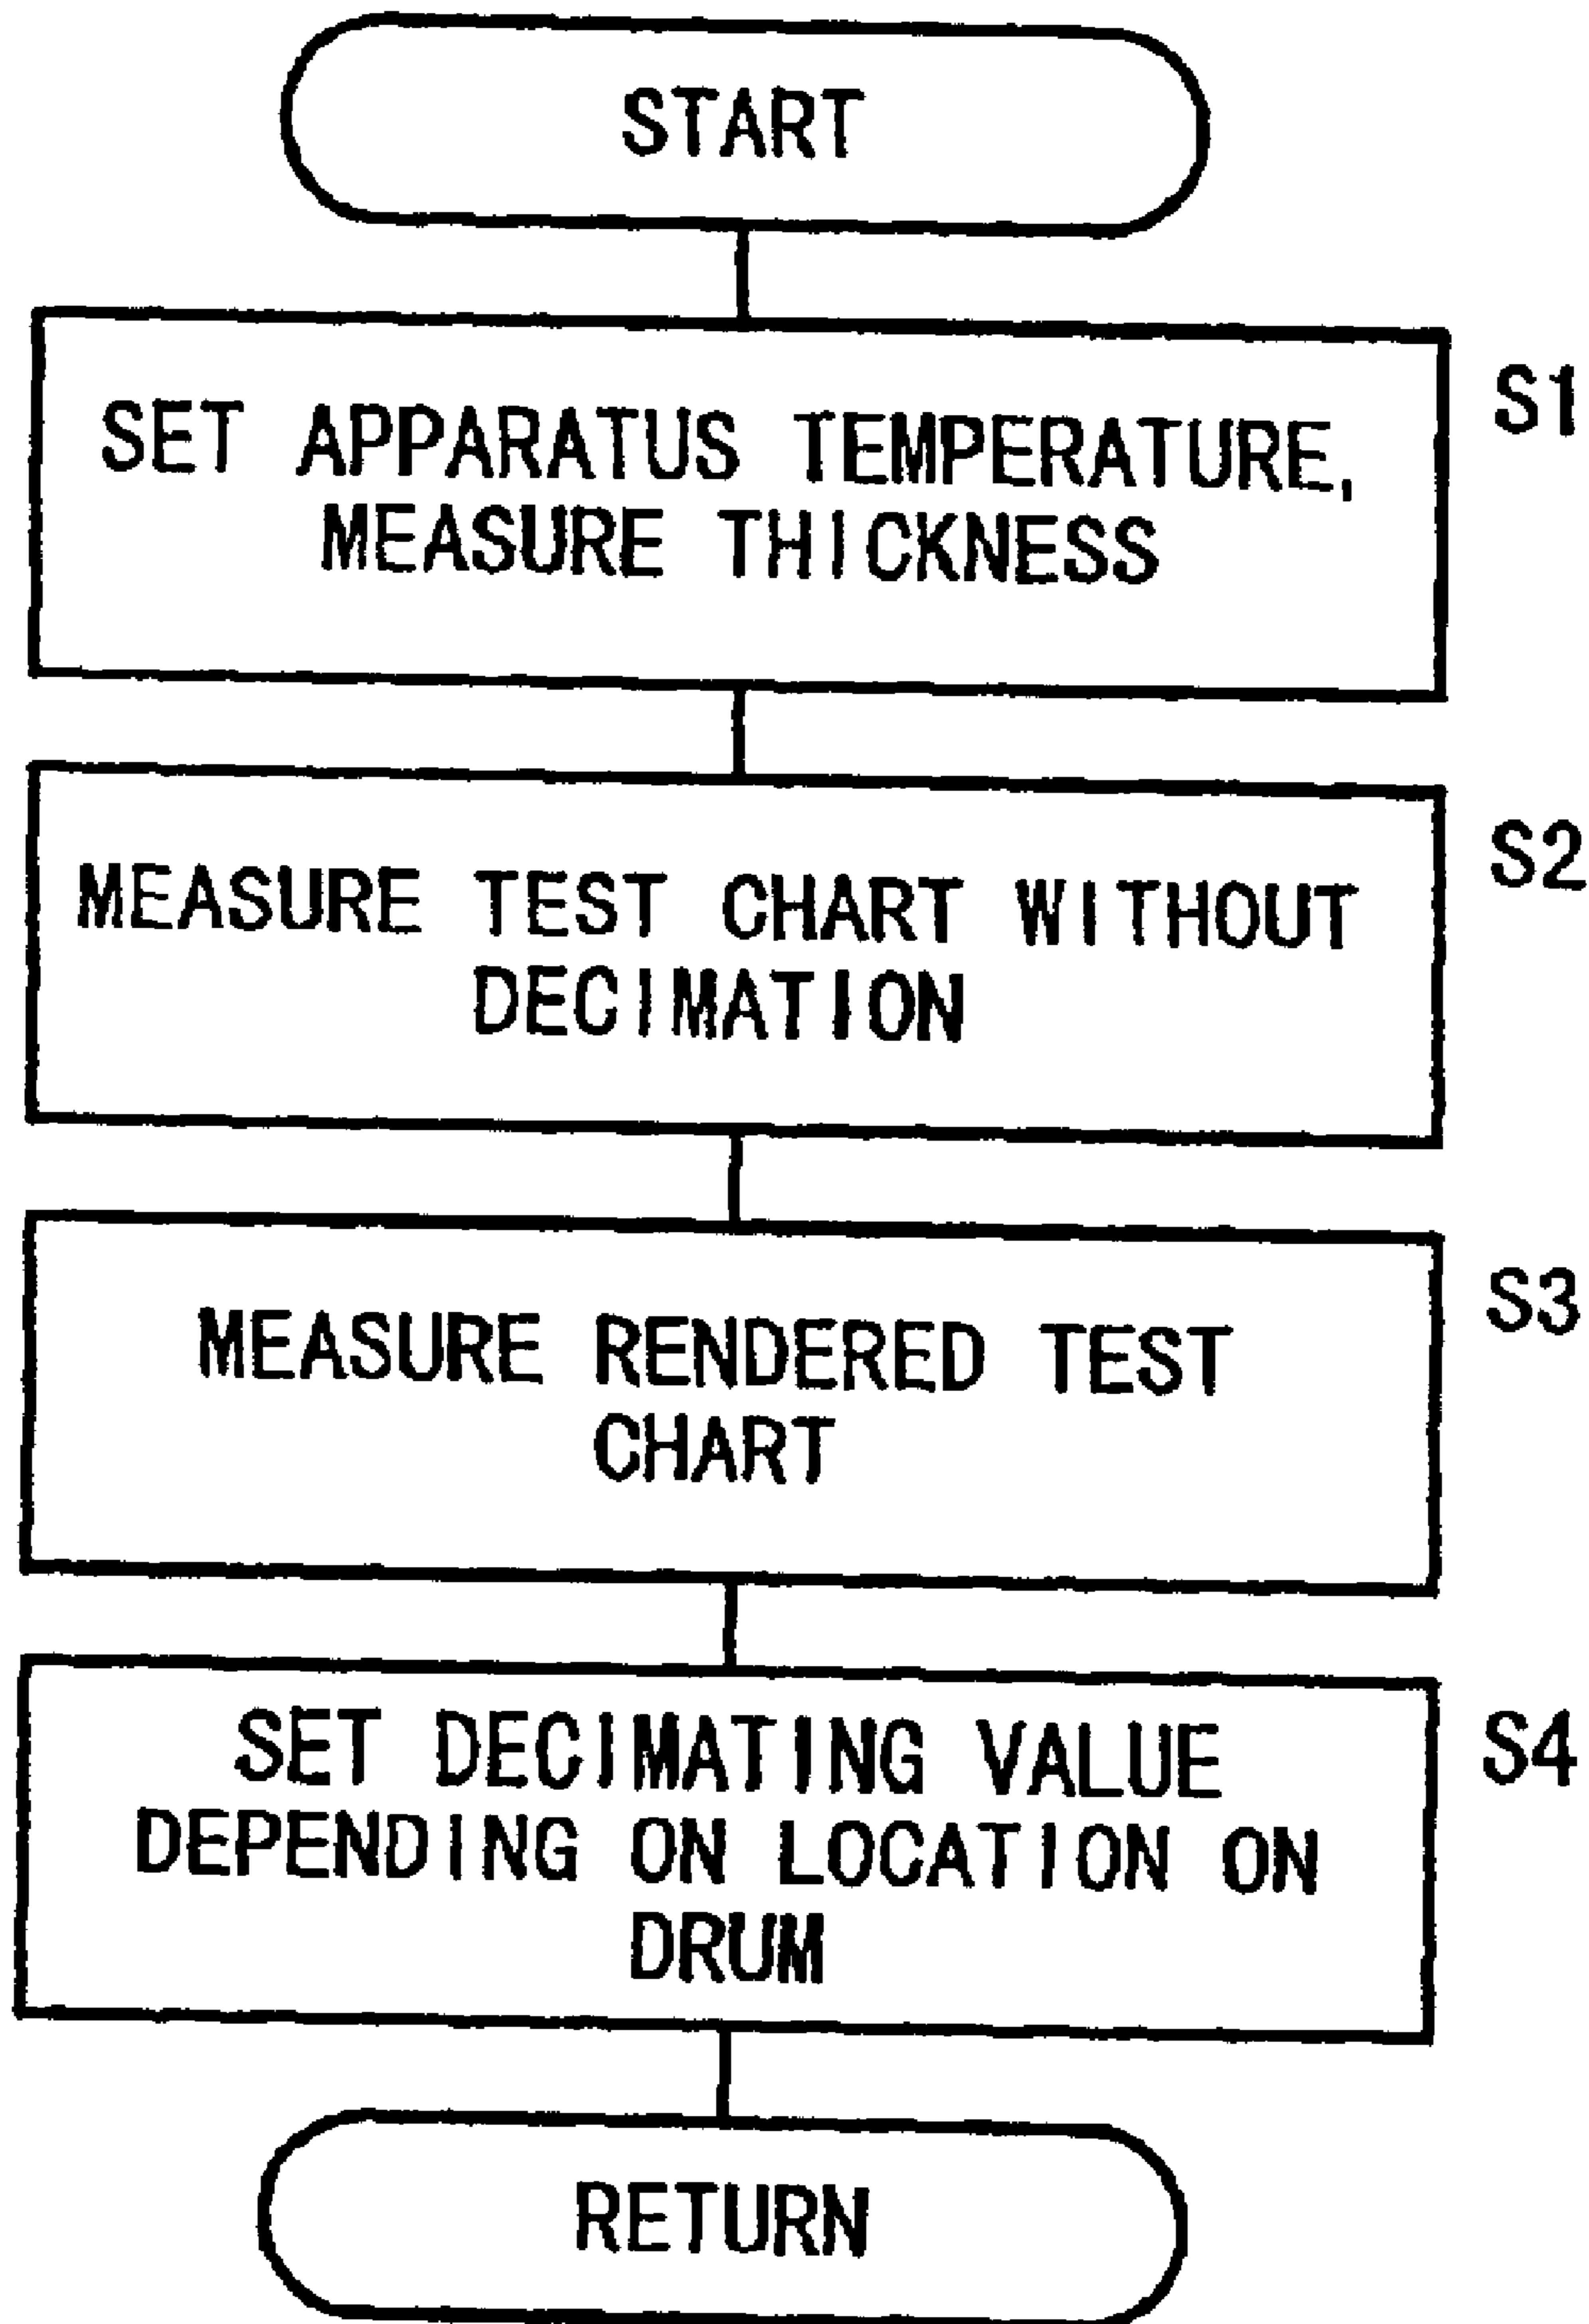 START
SET APPARATUS TEMPERATURE,
MEASURE THICKNESS
S1
MEASURE TEST CHART WITHOUT
DECIMATION
S2
MEASURE RENDERED TEST
CHART
S3
SET DECIMATING VALUE
DEPENDING ON LOCATION ON
DRUM
S4
RETURN